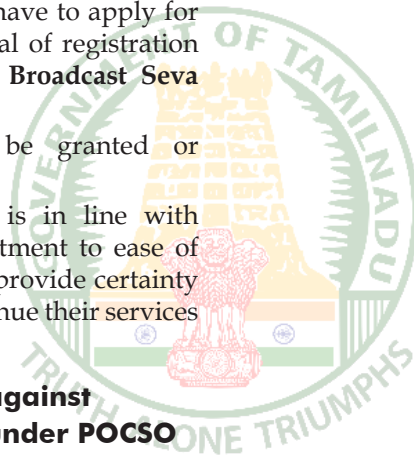 have to apply for
al of registration
Broadcast Seva
be granted or
is in line with
tment to ease of
provide certainty
nue their services
against
under POCSO
GOVERNMENT OF TAMILNADU
TRUTH ALONE TRIUMPHS